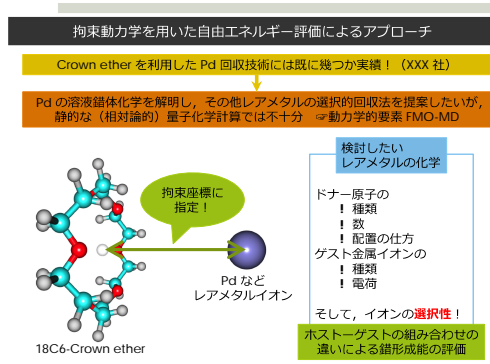 拘束動力学を用いた自由エネルギー評価によるアプローチ
Crown ether を利用した Pd 回収技術には既に幾つか実績！（XXX 社）
Pd の溶液錯体化学を解明し，その他レアメタルの選択的回収法を提案したいが，
静的な（相対論的）量子化学計算では不十分 ☞動力学的要素 FMO-MD
検討したい
レアメタルの化学
拘束座標に
指定！
ドナー原子の
! 種類
! 数
! 配置の仕方
ゲスト金属イオンの
! 種類
! 電荷
そして，イオンの選択性！
Pd など
レアメタルイオン
18C6-Crown ether
ホストーゲストの組み合わせの
違いによる錯形成能の評価